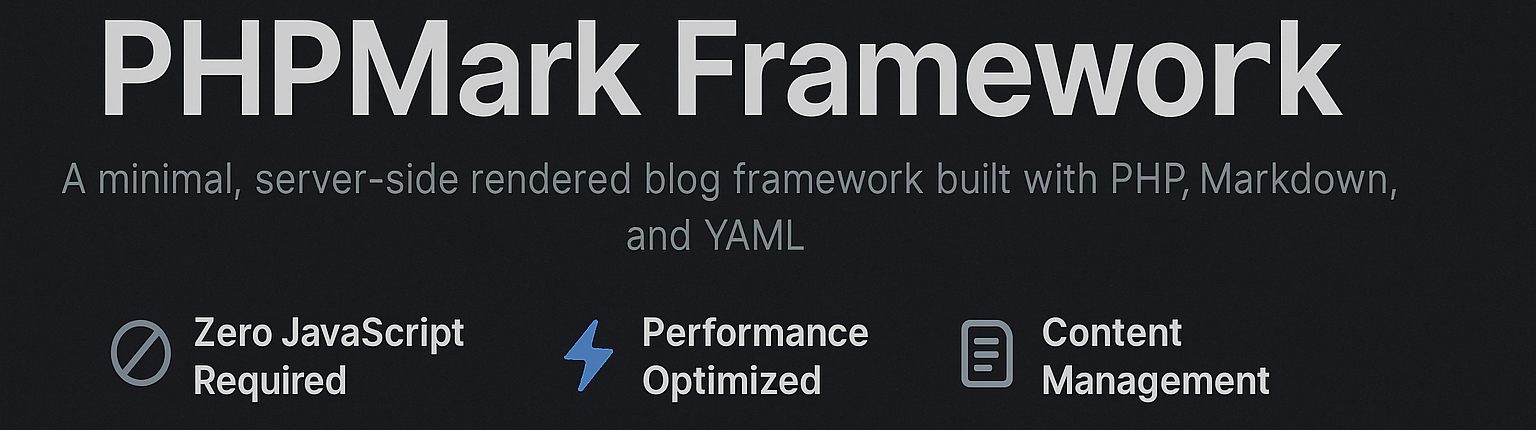 PHPMark Framework
A minimal, server-side rendered blog framework built with PHP, Markdown,
and YAML
Zero JavaScript
Required
Performance
Optimized
Content
Management